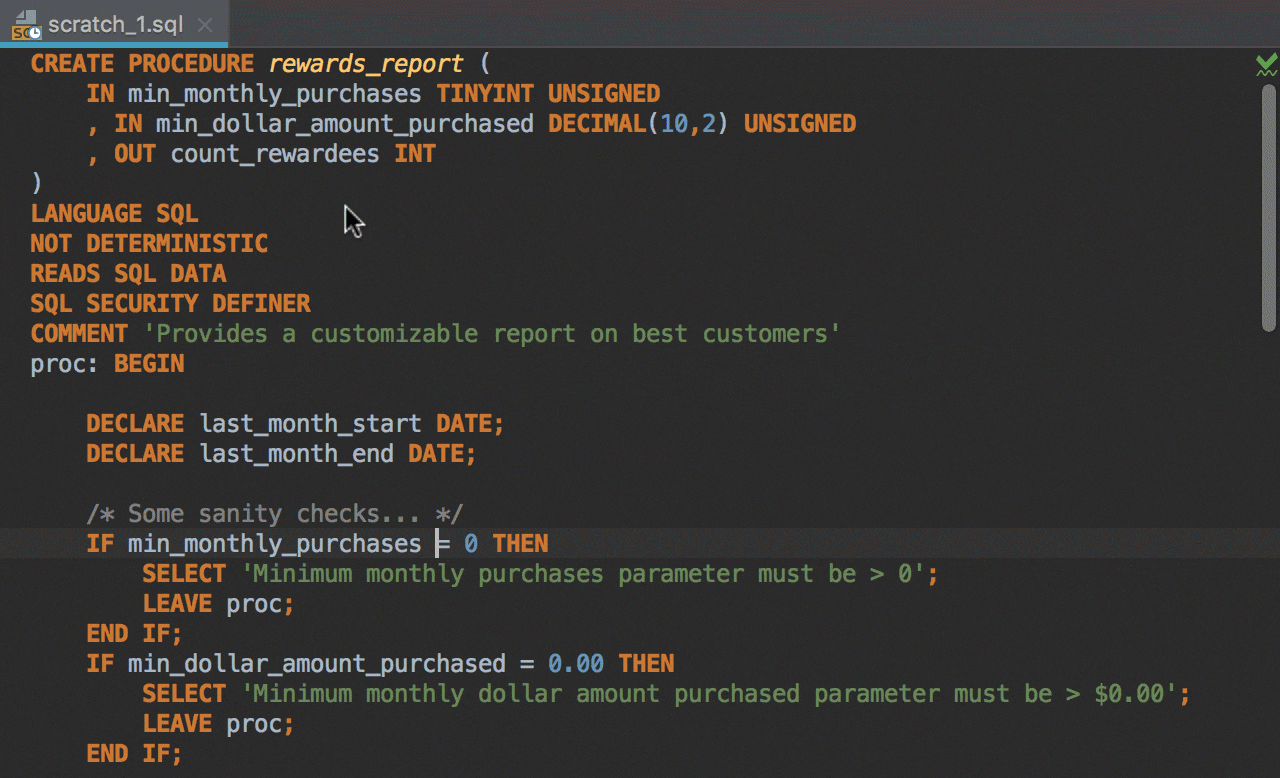 scratch_1.sql
CREATE PROCEDURE rewards_report (
    IN min_monthly_purchases TINYINT UNSIGNED
    , IN min_dollar_amount_purchased DECIMAL(10,2) UNSIGNED
    , OUT count_rewardees INT
)
LANGUAGE SQL
NOT DETERMINISTIC
READS SQL DATA
SQL SECURITY DEFINER
COMMENT 'Provides a customizable report on best customers'
proc: BEGIN

    DECLARE last_month_start DATE;
    DECLARE last_month_end DATE;

    /* Some sanity checks... */
    IF min_monthly_purchases = 0 THEN
        SELECT 'Minimum monthly purchases parameter must be > 0';
        LEAVE proc;
    END IF;
    IF min_dollar_amount_purchased = 0.00 THEN
        SELECT 'Minimum monthly dollar amount purchased parameter must be > $0.00';
        LEAVE proc;
    END IF;